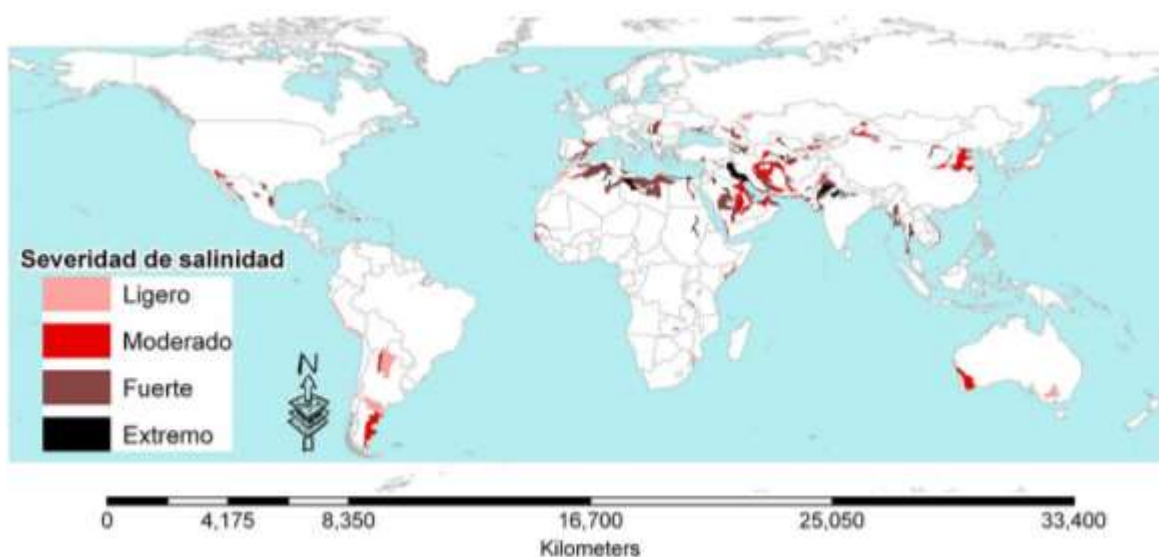 Severidad de salinidad
Ligero
Moderado
Fuerte
Extremo
N
0 4,175 8,350 16,700 25,050 33,400
Kilometers